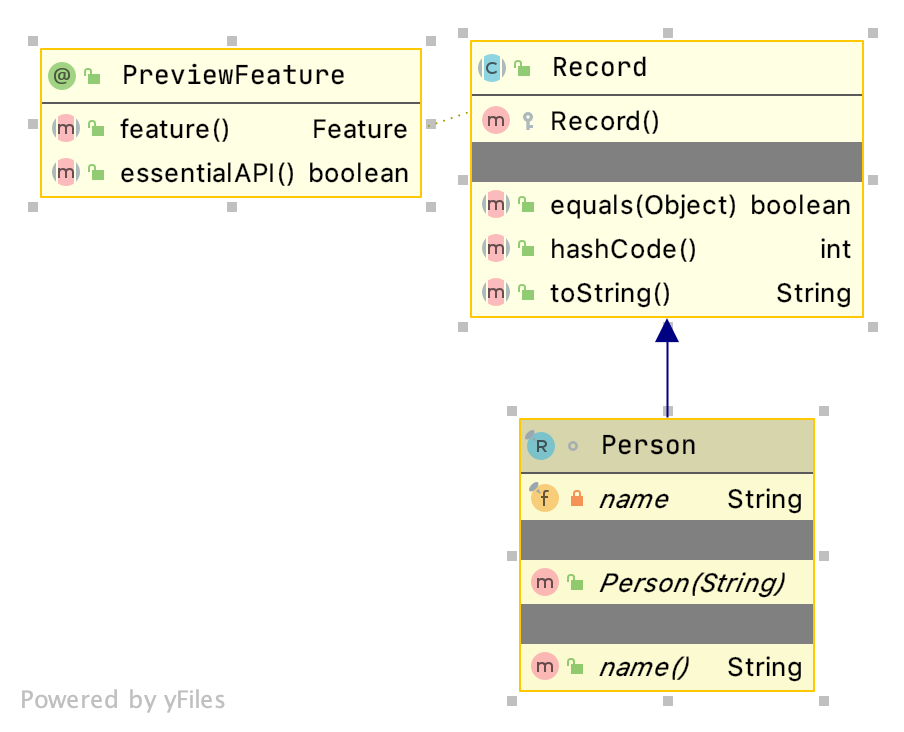 @ PreviewFeature
m feature() Feature
m essentialAPI() boolean
C Record
m Record()
m equals(Object) boolean
m hashCode() int
m toString() String
R Person
f name String
m Person(String)
m name() String
Powered by yFiles